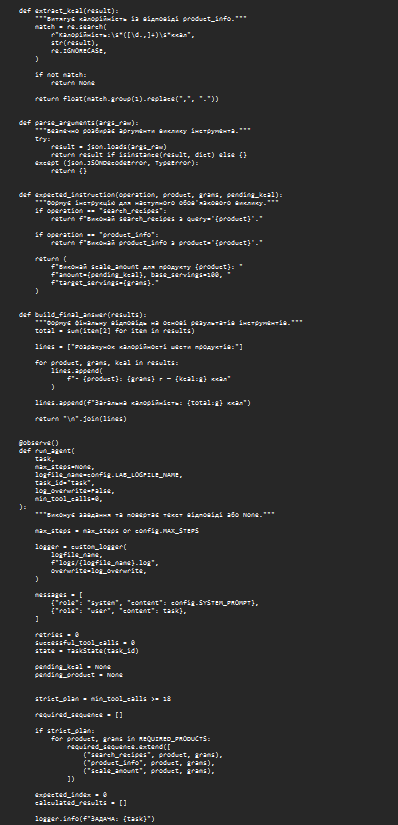 def extract_kcal(result):
"""Витягує калорійність із відповіді product_info."""
match = re.search(
r"Калорійність:\s*([\d.,]+)\s*ккал",
str(result),
re.IGNORECASE,
)
if not match:
return None
return float(match.group(1).replace(",", "."))
def parse_arguments(args_raw):
"""Безпечно розбирає аргументи виклику інструмента."""
try:
result = json.loads(args_raw)
return result if isinstance(result, dict) else {}
except (json.JSONDecodeError, TypeError):
return {}
def expected_instruction(operation, product, grams, pending_kcal):
"""Формує інструкцію для наступного обов'язкового виклику."""
if operation == "search_recipes":
return f"Виконай search_recipes з query='{product}'."
if operation == "product_info":
return f"Виконай product_info з product='{product}'."
return (
f"Виконай scale_amount для продукту {product}: "
f"amount={pending_kcal}, base_servings=100, "
f"target_servings={grams}."
)
def build_final_answer(results):
"""Формує фінальну відповідь на основі результатів інструментів."""
total = sum(item[2] for item in results)
lines = ["Розрахунок калорійності шести продуктів:"]
for product, grams, kcal in results:
lines.append(
f"- {product}: {grams} г — {kcal:g} ккал"
)
lines.append(f"Загальна калорійність: {total:g} ккал")
return "\n".join(lines)
@observe()
def run_agent(
task,
max_steps=None,
logfile_name=config.LAB_LOGFILE_NAME,
task_id="task",
log_overwrite=False,
min_tool_calls=0,
):
"""Виконує завдання та повертає текст відповіді або None."""
max_steps = max_steps or config.MAX_STEPS
logger = custom_logger(
logfile_name,
f"logs/{logfile_name}.log",
overwrite=log_overwrite,
)
messages = [
{"role": "system", "content": config.SYSTEM_PROMPT},
{"role": "user", "content": task},
]
retries = 0
successful_tool_calls = 0
state = TaskState(task_id)
pending_kcal = None
pending_product = None
strict_plan = min_tool_calls >= 18
required_sequence = []
if strict_plan:
for product, grams in REQUIRED_PRODUCTS:
required_sequence.extend([
("search_recipes", product, grams),
("product_info", product, grams),
("scale_amount", product, grams),
])
expected_index = 0
calculated_results = []
logger.info(f"ЗАДАЧА: {task}")